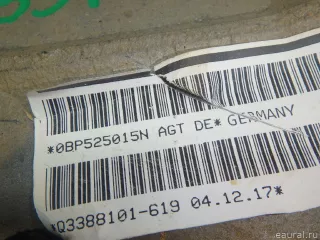 *0BP525015N AGT DE* GERMANY
*Q3388101-619 04.12.17*
eaural.ru